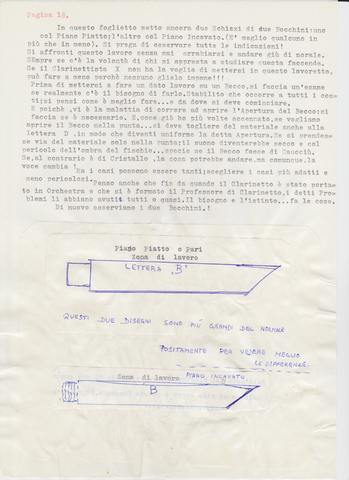 Pagina 18.
In questo foglietto metto ancora due Schizzi di due Bocchini:uno
col Piano Piatto;l'altro col Piano Incavato.(E' meglio qualcuno in
più che in meno). Si prega di osservare tutte le indicazioni!
Si affronti questo lavoro senza mai arrabiarsi e andare giù di morale.
SEmpre se c'è la volontà di chi si appresta a studiare questa faccenda.
Se il Clarinettista X non ha la voglia di mettersi in questo lavoretto,
può fare a meno perchè nessuno glielo impone!!!
Prima di mettersi a fare un dato lavoro su un Becco,si faccia un'esame
se realmente c'è il bisogno di farlo.Stabilito che occorre a tutti i con-
ti;si pensi come è meglio fare... e da dove si deve cominciare.
E poichè ,vi è la malattia di correre ad aprire l'apertura del Becco:si
faccia se è necessario. E,come già ho più volte accennato,se vogliamo
aprire il Becco nella punta...si deve togliere del materiale anche alla
lettera D ,in modo che diventi uniforme la detta Apertura.Se si prendesse
se via del materiale solo nella punta;il suono diventerebbe secco e col
pericolo dell'ombra del fischio...specie se il Becco fosse di Caucciù.
Se,al contrario è di Cristallo ,la cosa potrebbe andare.ma comunque,la
voce cambia !
Ma i casi possono essere tanti;scegliere i casi più adatti e
meno pericolosi.
Penso anche che fin da quando il Clarinetto è stato porta-
to in Orchestra e che si è formato il Professore di Clarinetto,i detti Pro-
blemi li abbiano avuti tutti e quasi.Il bisogno e l'istinto...fa le cose.
Di nuovo osserviamo i due Bocchini.!
Piano Piatto o pari
Zona di lavoro
LETTERA "B"
QUESTI DUE DISEGNI SONO PIÙ GRANDI DEL NORMALE
POSITAMENTE PER VEDERE MEGLIO
LE DIFFERENZE.
Zona di lavoro PIANO INCAVATO
B